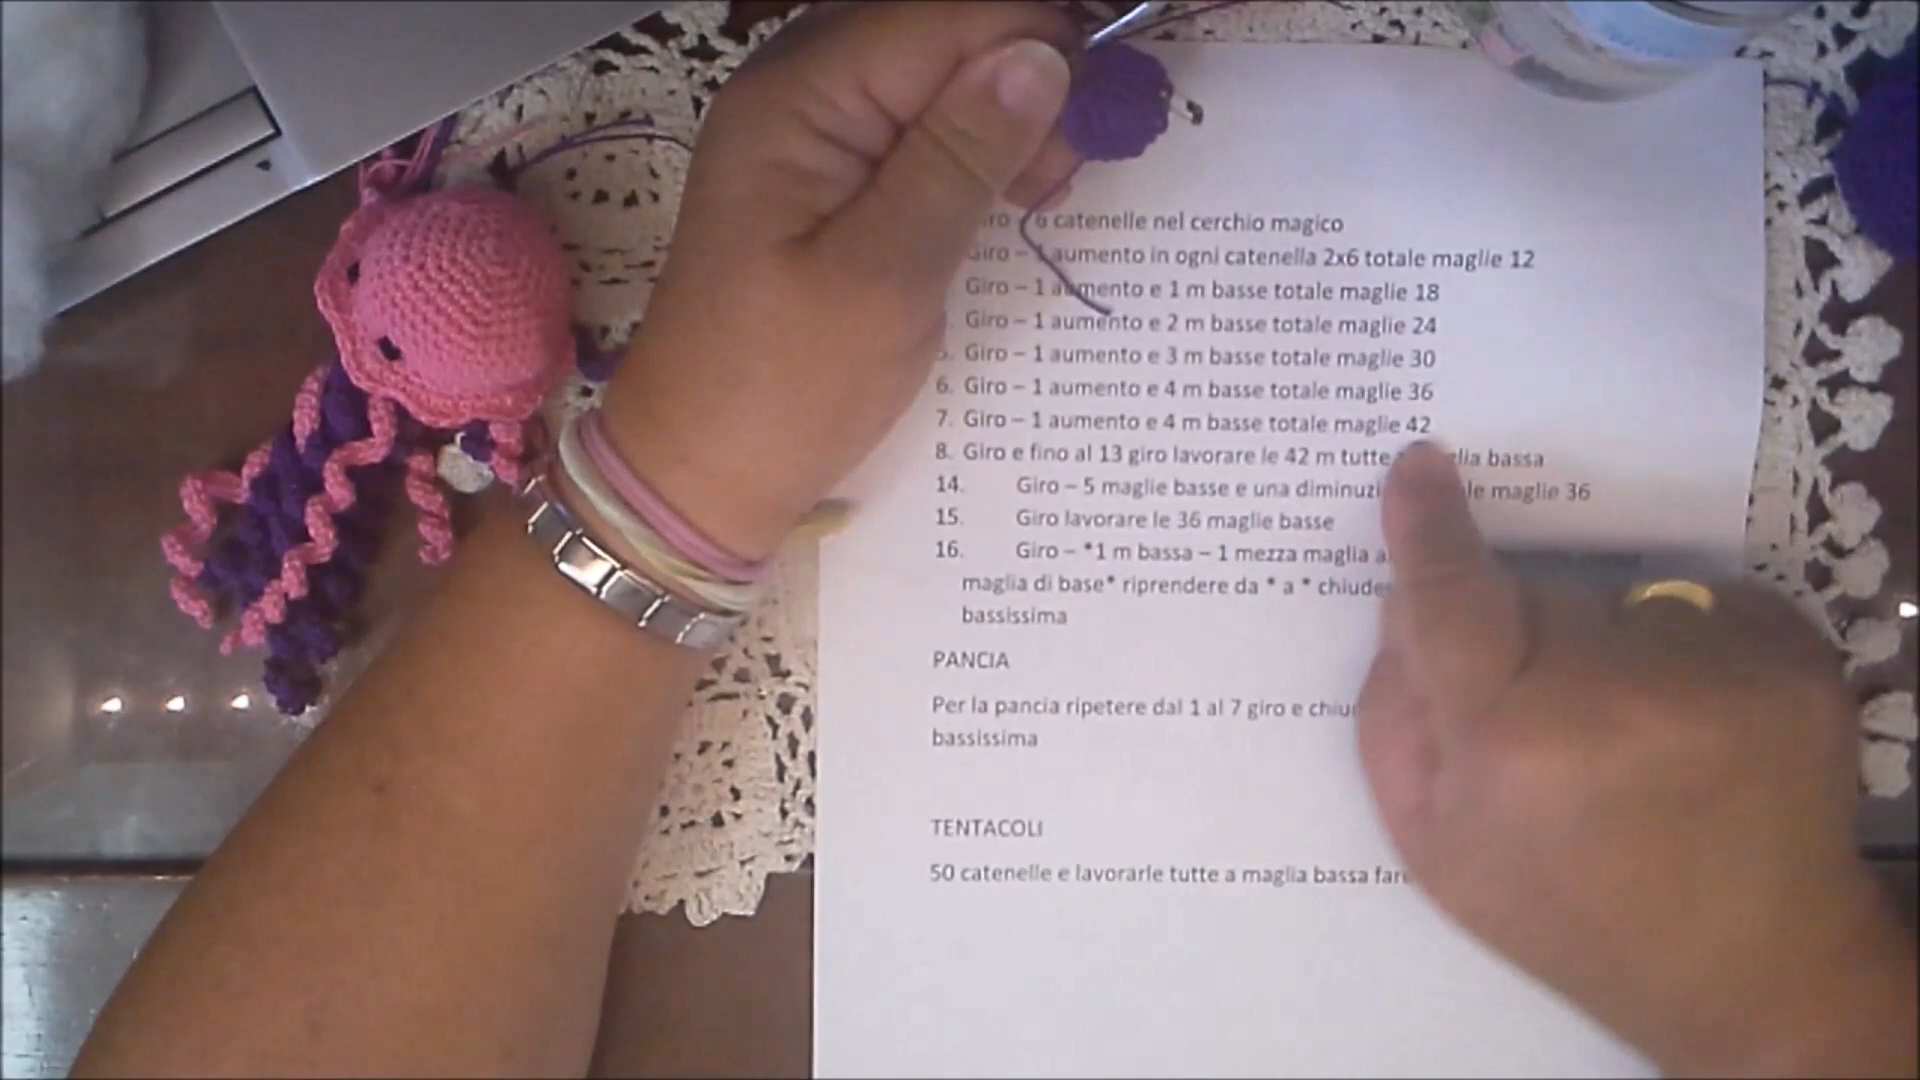 6 catenelle nel cerchio magico
Giro – 1 aumento in ogni catenella 2x6 totale maglie 12
Giro – 1 aumento e 1 m basse totale maglie 18
Giro – 1 aumento e 2 m basse totale maglie 24
5. Giro – 1 aumento e 3 m basse totale maglie 30
6. Giro – 1 aumento e 4 m basse totale maglie 36
7. Giro – 1 aumento e 4 m basse totale maglie 42
8. Giro e fino al 13 giro lavorare le 42 m tutte bassa
14. Giro – 5 maglie basse e una maglie 36
15. Giro lavorare le 36 maglie basse
16. Giro – *1 m bassa – 1 mezza maglia
maglia di base* riprendere da * a *
bassissima
PANCIA
Per la pancia ripetere dal 1 al 7 giro e
bassissima
TENTACOLI
50 catenelle e lavorarle tutte a maglia bassa